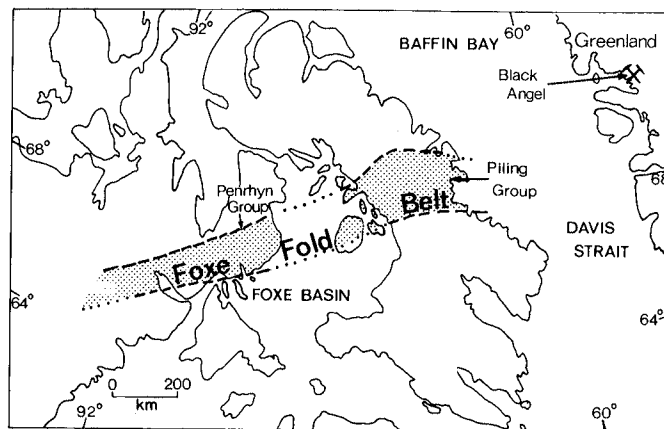 92°
60°
BAFFIN BAY
Greenland
Black
Angel
68°
68
Penrhyn
Group
Piling
Group
Belt
Fold
Foxe
DAVIS
STRAIT
FOXE BASIN
64°
64°
0 200
km
92°
60°